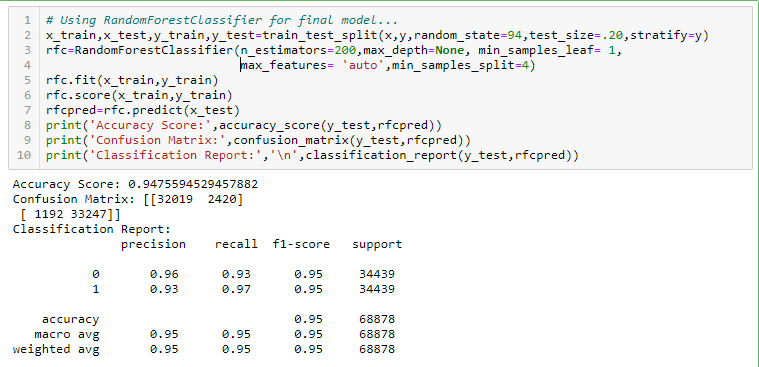 1 # Using RandomForestClassifier for final model...
2 x_train,x_test,y_train,y_test=train_test_split(x,y,random_state=94,test_size=.20,stratify=y)
3 rfc=RandomForestClassifier(n_estimators=200,max_depth=None, min_samples_leaf= 1,
4                            max_features= 'auto',min_samples_split=4)
5 rfc.fit(x_train,y_train)
6 rfc.score(x_train,y_train)
7 rfcpred=rfc.predict(x_test)
8 print('Accuracy Score:',accuracy_score(y_test,rfcpred))
9 print('Confusion Matrix:',confusion_matrix(y_test,rfcpred))
10 print('Classification Report:','\n',classification_report(y_test,rfcpred))
Accuracy Score: 0.9475594529457882
Confusion Matrix: [[32019  2420]
 [ 1192 33247]]
Classification Report:
               precision    recall  f1-score   support
           0       0.96      0.93      0.95     34439
           1       0.93      0.97      0.95     34439
    accuracy                           0.95     68878
   macro avg       0.95      0.95      0.95     68878
weighted avg       0.95      0.95      0.95     68878